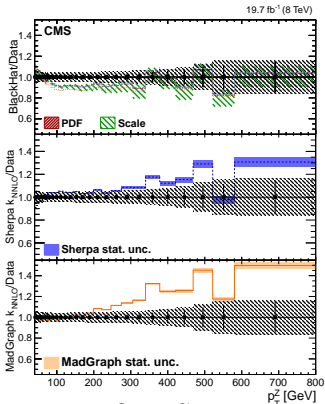 19.7 fb⁻¹ (8 TeV)
CMS
BlackHat/Data
1.4
1.2
1.0
0.8
0.6
PDF
Scale
Sherpa k_NNLO/Data
1.4
1.2
1.0
0.8
0.6
Sherpa stat. unc.
MadGraph k_NNLO/Data
1.4
1.2
1.0
0.8
0.6
MadGraph stat. unc.
100 200 300 400 500 600 700 800
p_T^Z [GeV]